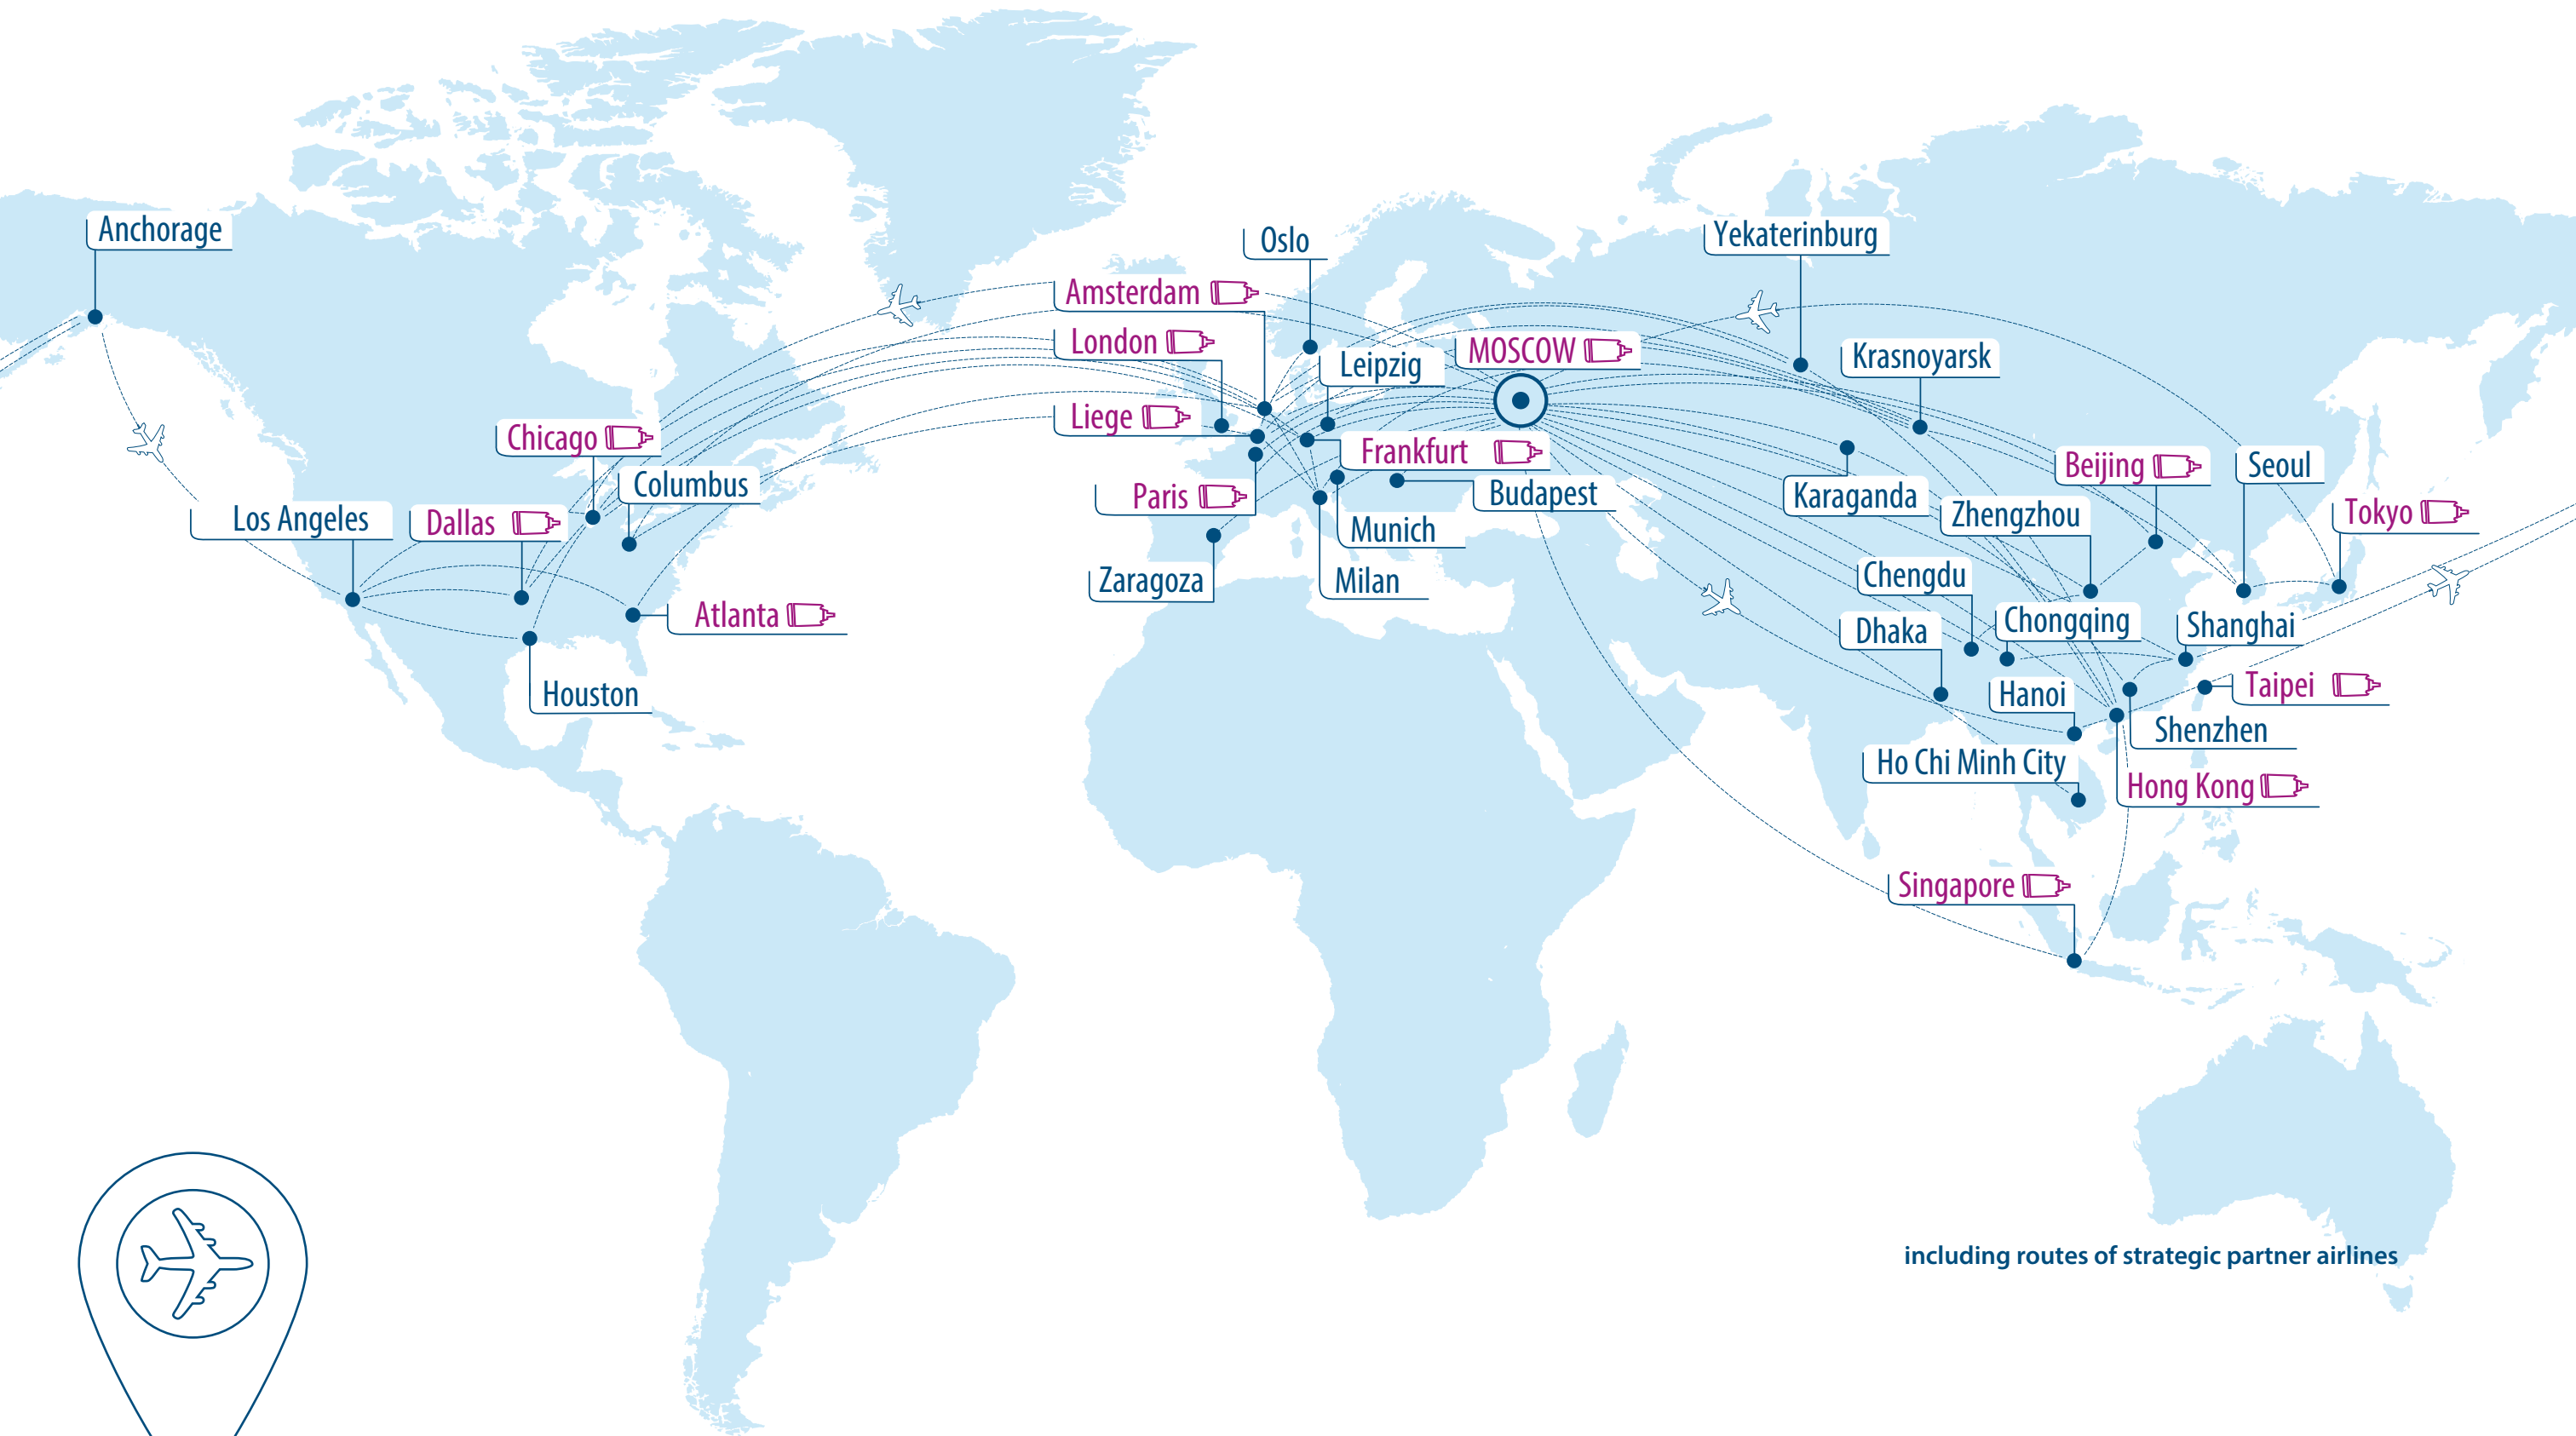 Anchorage
Oslo
Yekaterinburg
Amsterdam
London
MOSCOW
Leipzig
Krasnoyarsk
Liege
Chicago
Frankfurt
Beijing
Seoul
Columbus
Paris
Budapest
Karaganda
Zhengzhou
Tokyo
Los Angeles
Dallas
Munich
Zaragoza
Milan
Chengdu
Atlanta
Dhaka
Chongqing
Shanghai
Houston
Hanoi
Taipei
Shenzhen
Ho Chi Minh City
Hong Kong
Singapore
including routes of strategic partner airlines